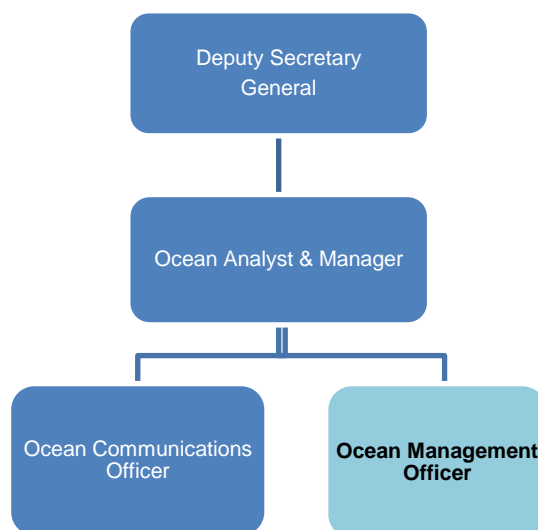 Deputy Secretary
General
Ocean Analyst & Manager
Ocean Communications
Officer
Ocean Management
Officer